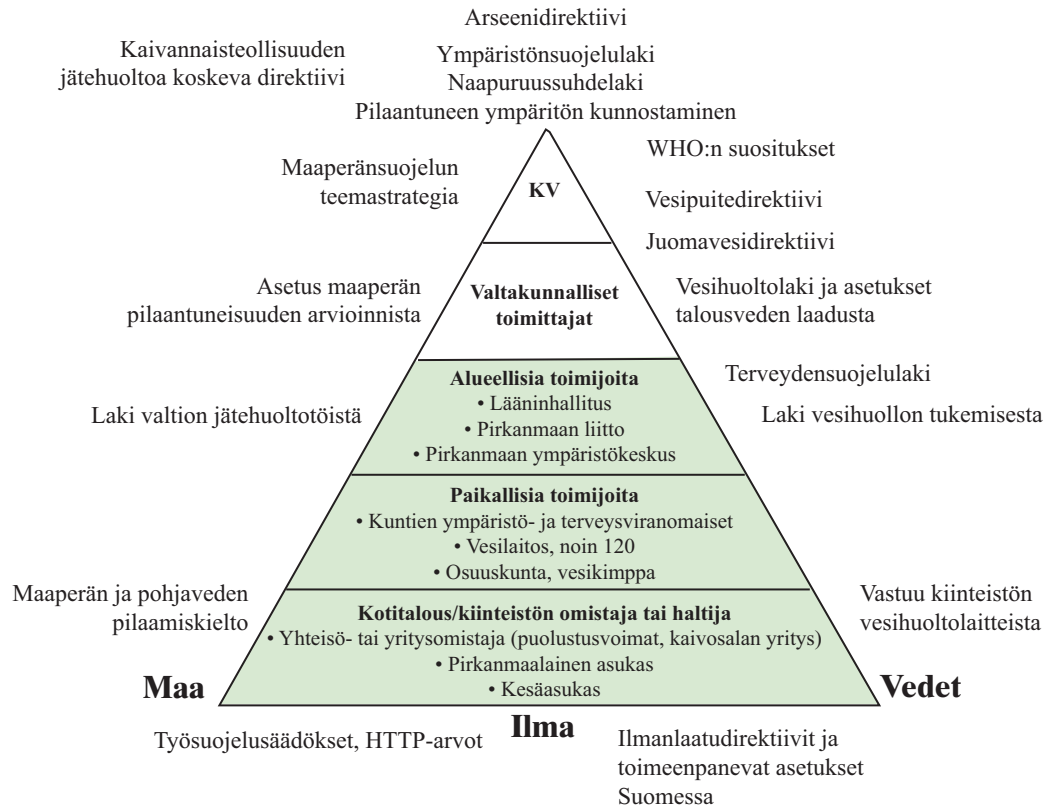 Arseenidirektiivi
Kaivannaisteollisuuden
jätehuoltoa koskeva direktiivi
Ympäristönsuojelulaki
Naapuruussuhdelaki
Pilaantuneen ympäritön kunnostaminen
WHO:n suositukset
Maaperänsuojelun
teemastrategia
KV
Vesipuitedirektiivi
Juomavesidirektiivi
Asetus maaperän
pilaantuneisuuden arvioinnista
Valtakunnalliset
toimittajat
Vesihuoltolaki ja asetukset
talousveden laadusta
Alueellisia toimijoita
• Lääninhallitus
• Pirkanmaan liitto
• Pirkanmaan ympäristökeskus
Terveydensuojelulaki
Laki valtion jätehuoltotöistä
Laki vesihuollon tukemisesta
Paikallisia toimijoita
• Kuntien ympäristö- ja terveysviranomaiset
• Vesilaitos, noin 120
• Osuuskunta, vesikimppa
Maaperän ja pohjaveden
pilaamiskielto
Vastuu kiinteistön
vesihuoltolaitteista
Kotitalous/kiinteistön omistaja tai haltija
• Yhteisö- tai yritysomistaja (puolustusvoimat, kaivosalan yritys)
• Pirkanmaalainen asukas
• Kesäasukas
Maa
Vedet
Ilma
Työsuojelusäädökset, HTTP-arvot
Ilmanlaatudirektiivit ja
toimeenpanevat asetukset
Suomessa